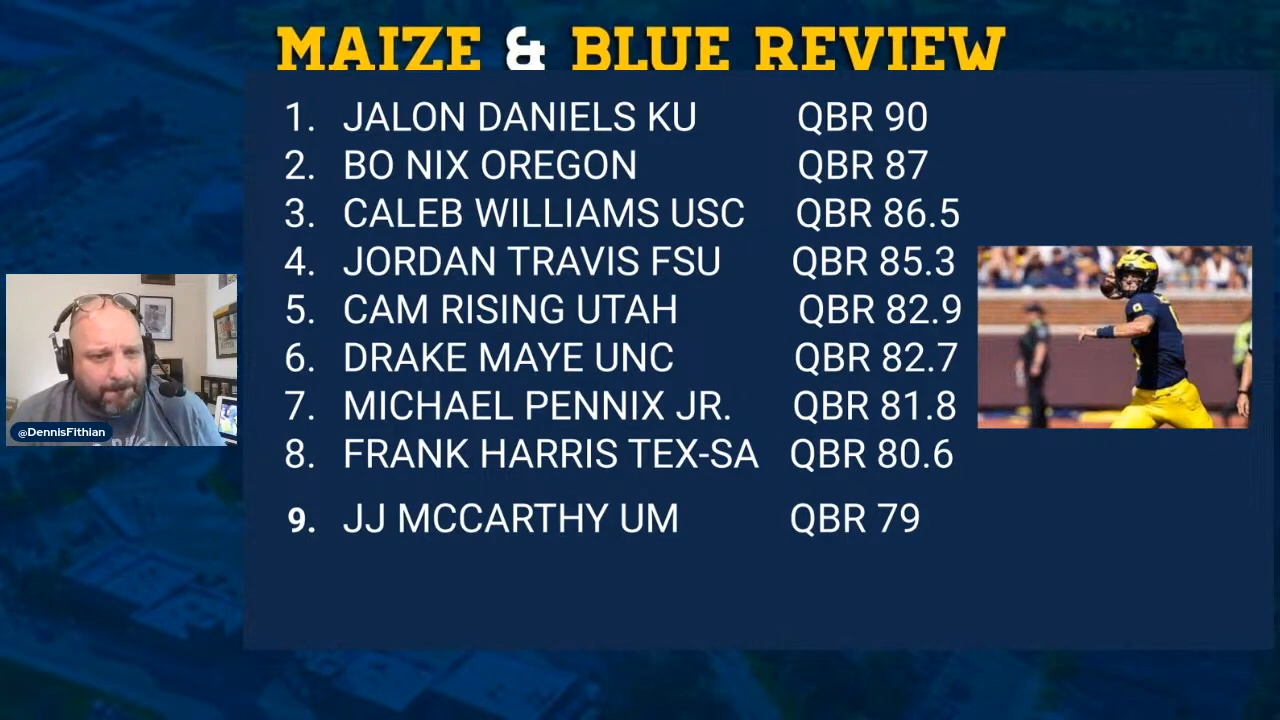 MAIZE & BLUE REVIEW
1. JALON DANIELS KU QBR 90
2. BO NIX OREGON QBR 87
3. CALEB WILLIAMS USC QBR 86.5
4. JORDAN TRAVIS FSU QBR 85.3
5. CAM RISING UTAH QBR 82.9
6. DRAKE MAYE UNC QBR 82.7
7. MICHAEL PENNIX JR. QBR 81.8
8. FRANK HARRIS TEX-SA QBR 80.6
9. JJ MCCARTHY UM QBR 79
@DennisFithian